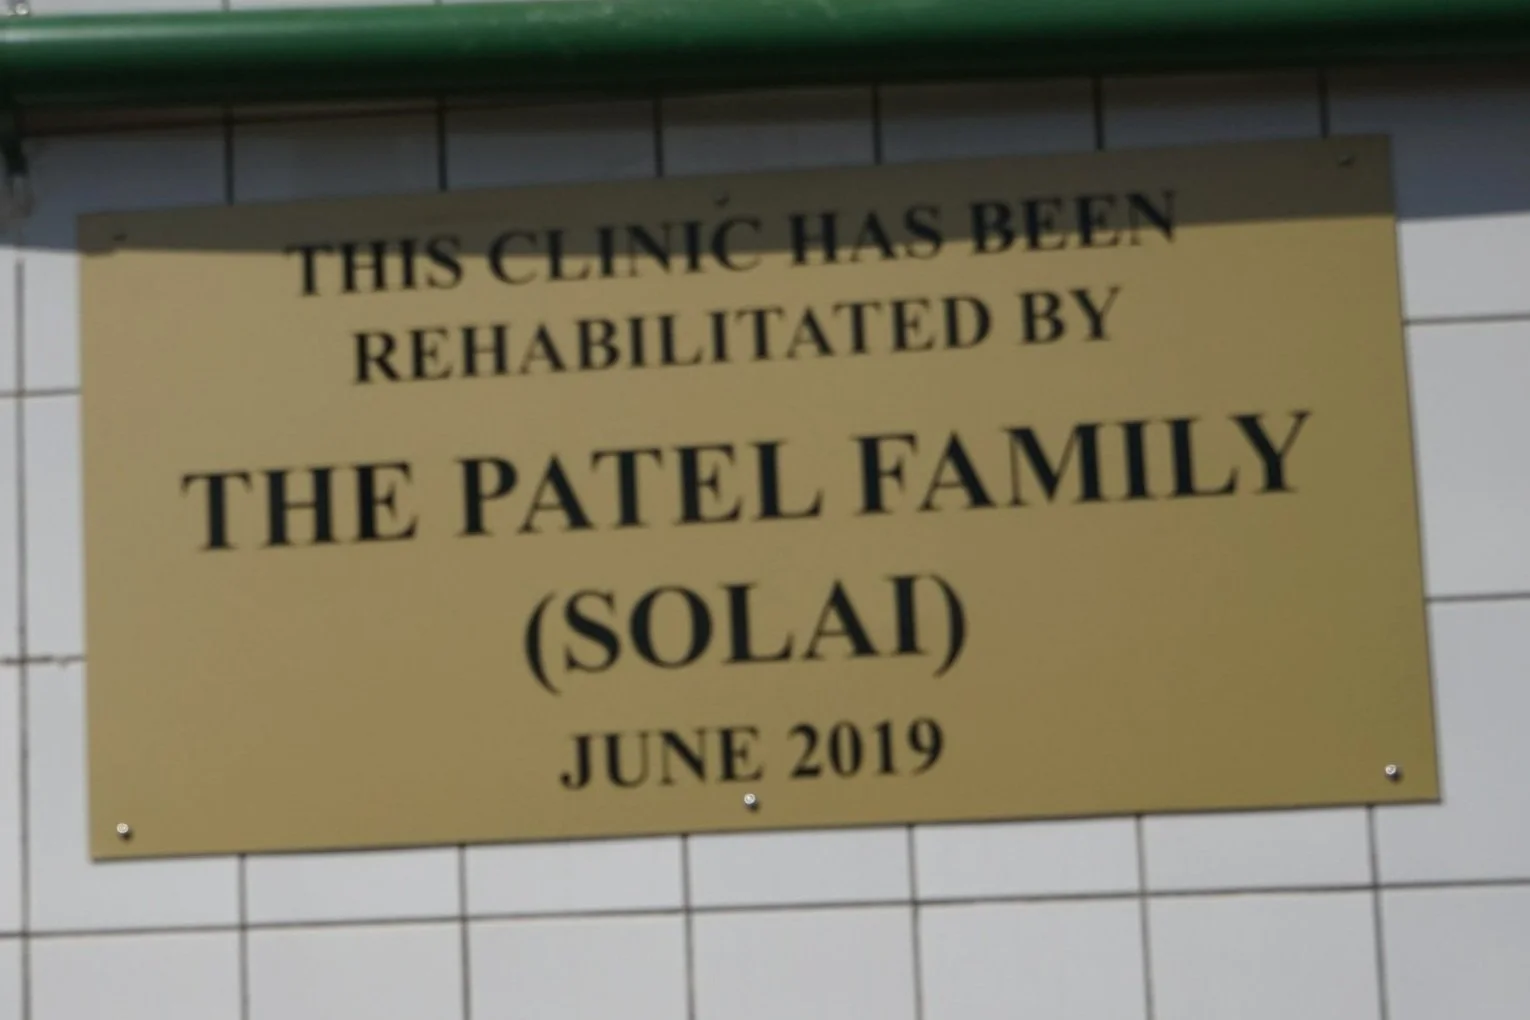 THIS CLINIC HAS BEEN
REHABILITATED BY
THE PATEL FAMILY
(SOLAI)
JUNE 2019